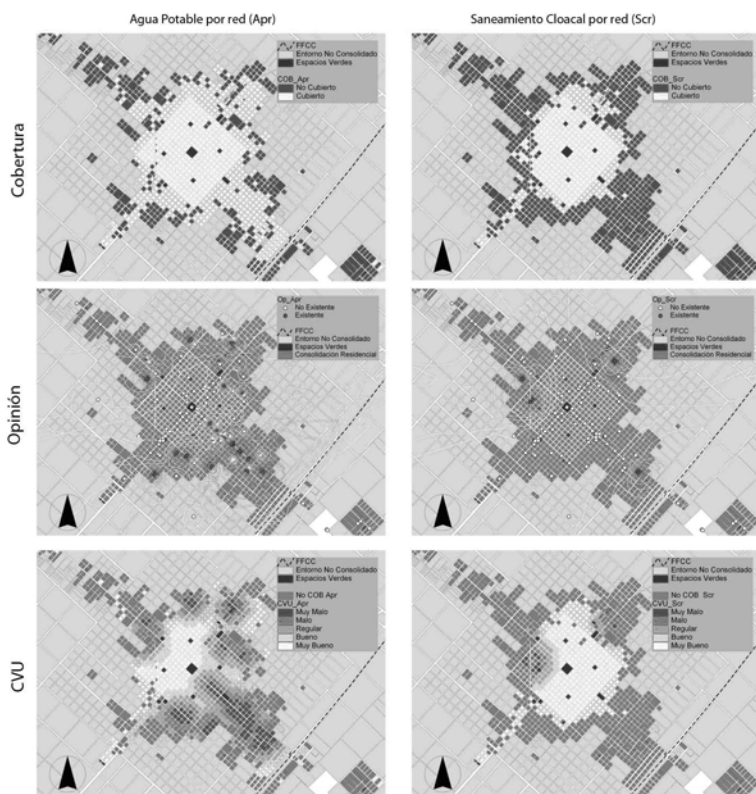 Agua Potable por red (Apr)
Saneamiento Cloacal por red (Scr)
Cobertura
FFCC
Entorno No Consolidado
Espacios Verdes
COB_Apr
No Cubierto
Cubierto
FFCC
Entorno No Consolidado
Espacios Verdes
COB_Scr
No Cubierto
Cubierto
Opinión
Op_Apr
No Existente
Existente
FFCC
Entorno No Consolidado
Espacios Verdes
Consolidación Residencial
Op_Scr
No Existente
Existente
FFCC
Entorno No Consolidado
Espacios Verdes
Consolidación Residencial
CVU
FFCC
Entorno No Consolidado
Espacios Verdes
No COB Apr
CVU_Apr
Muy Malo
Malo
Regular
Bueno
Muy Bueno
FFCC
Entorno No Consolidado
Espacios Verdes
No COB Scr
CVU_Scr
Muy Malo
Malo
Regular
Bueno
Muy Bueno